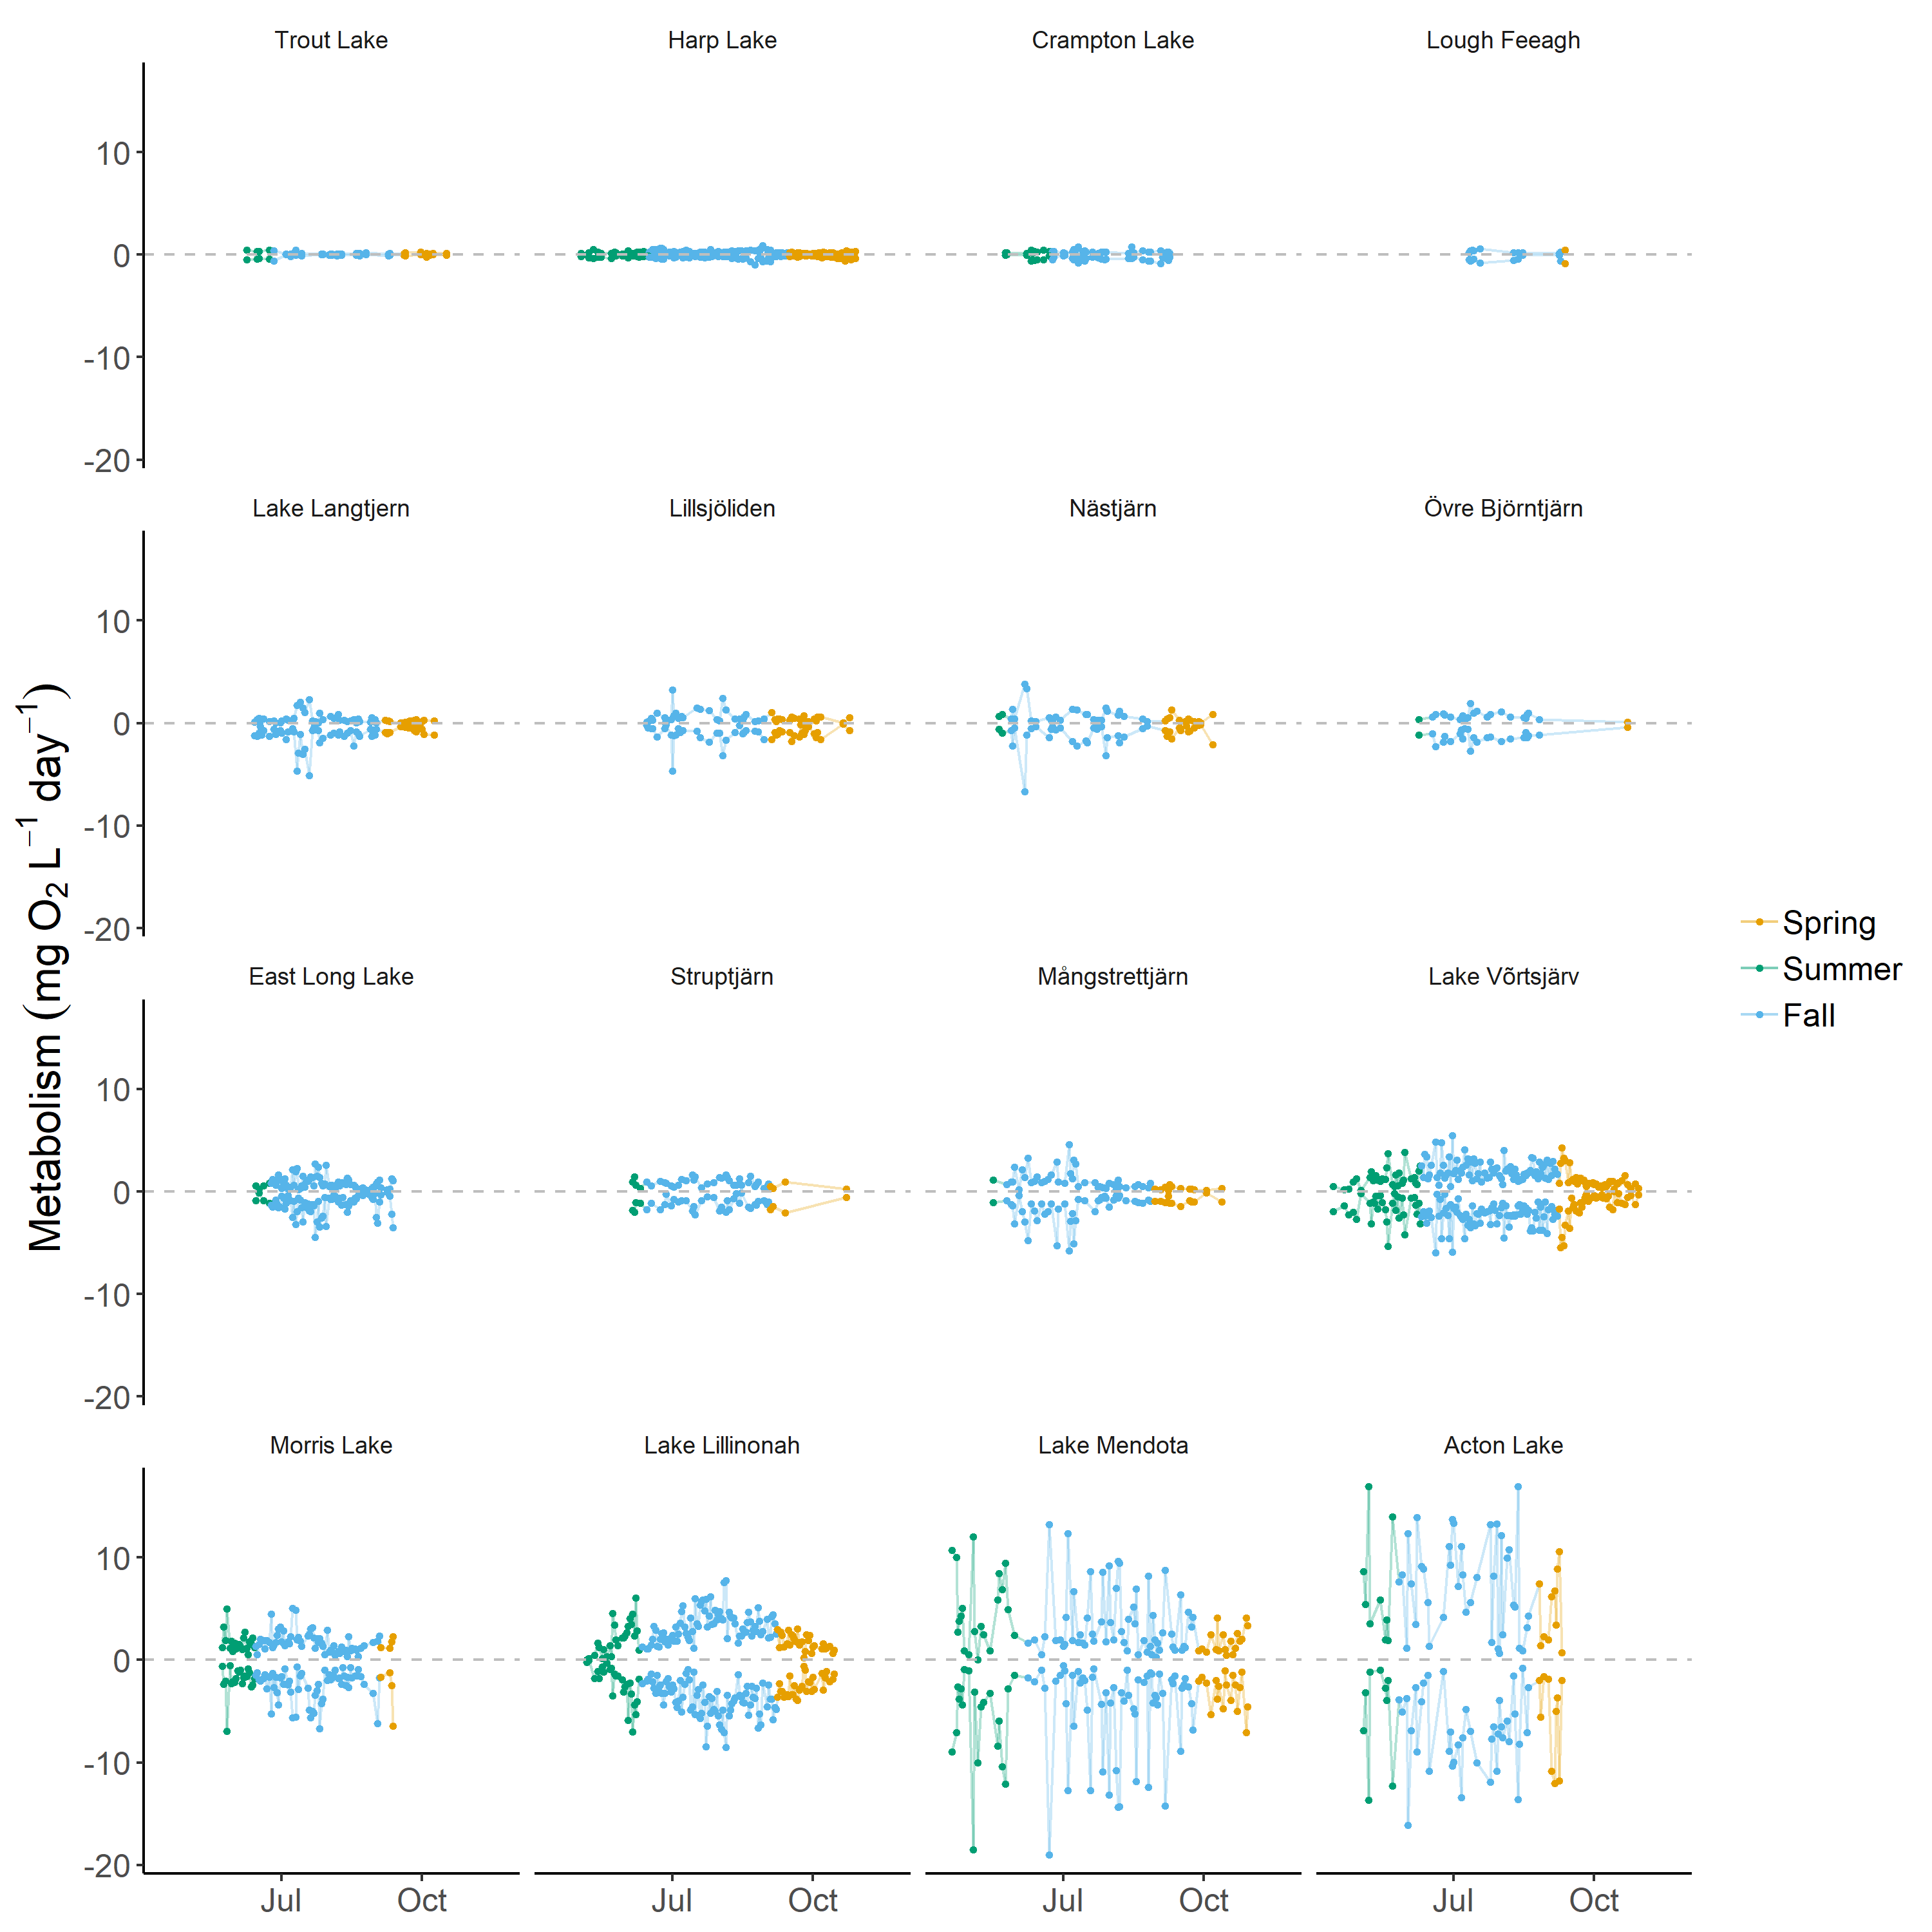 Trout Lake
Harp Lake
Crampton Lake
Lough Feeagh
10
0
-10
-20
Lake Langtjern
Lillsjöliden
Nästjärn
Övre Björntjärn
10
0
-10
-20
East Long Lake
Struptjärn
Mångstrettjärn
Lake Võrtsjärv
10
0
-10
-20
Morris Lake
Lake Lillinonah
Lake Mendota
Acton Lake
10
0
-10
-20
Jul Oct
Jul Oct
Jul Oct
Jul Oct
Metabolism (mg O₂ L⁻¹ day⁻¹)
Spring
Summer
Fall